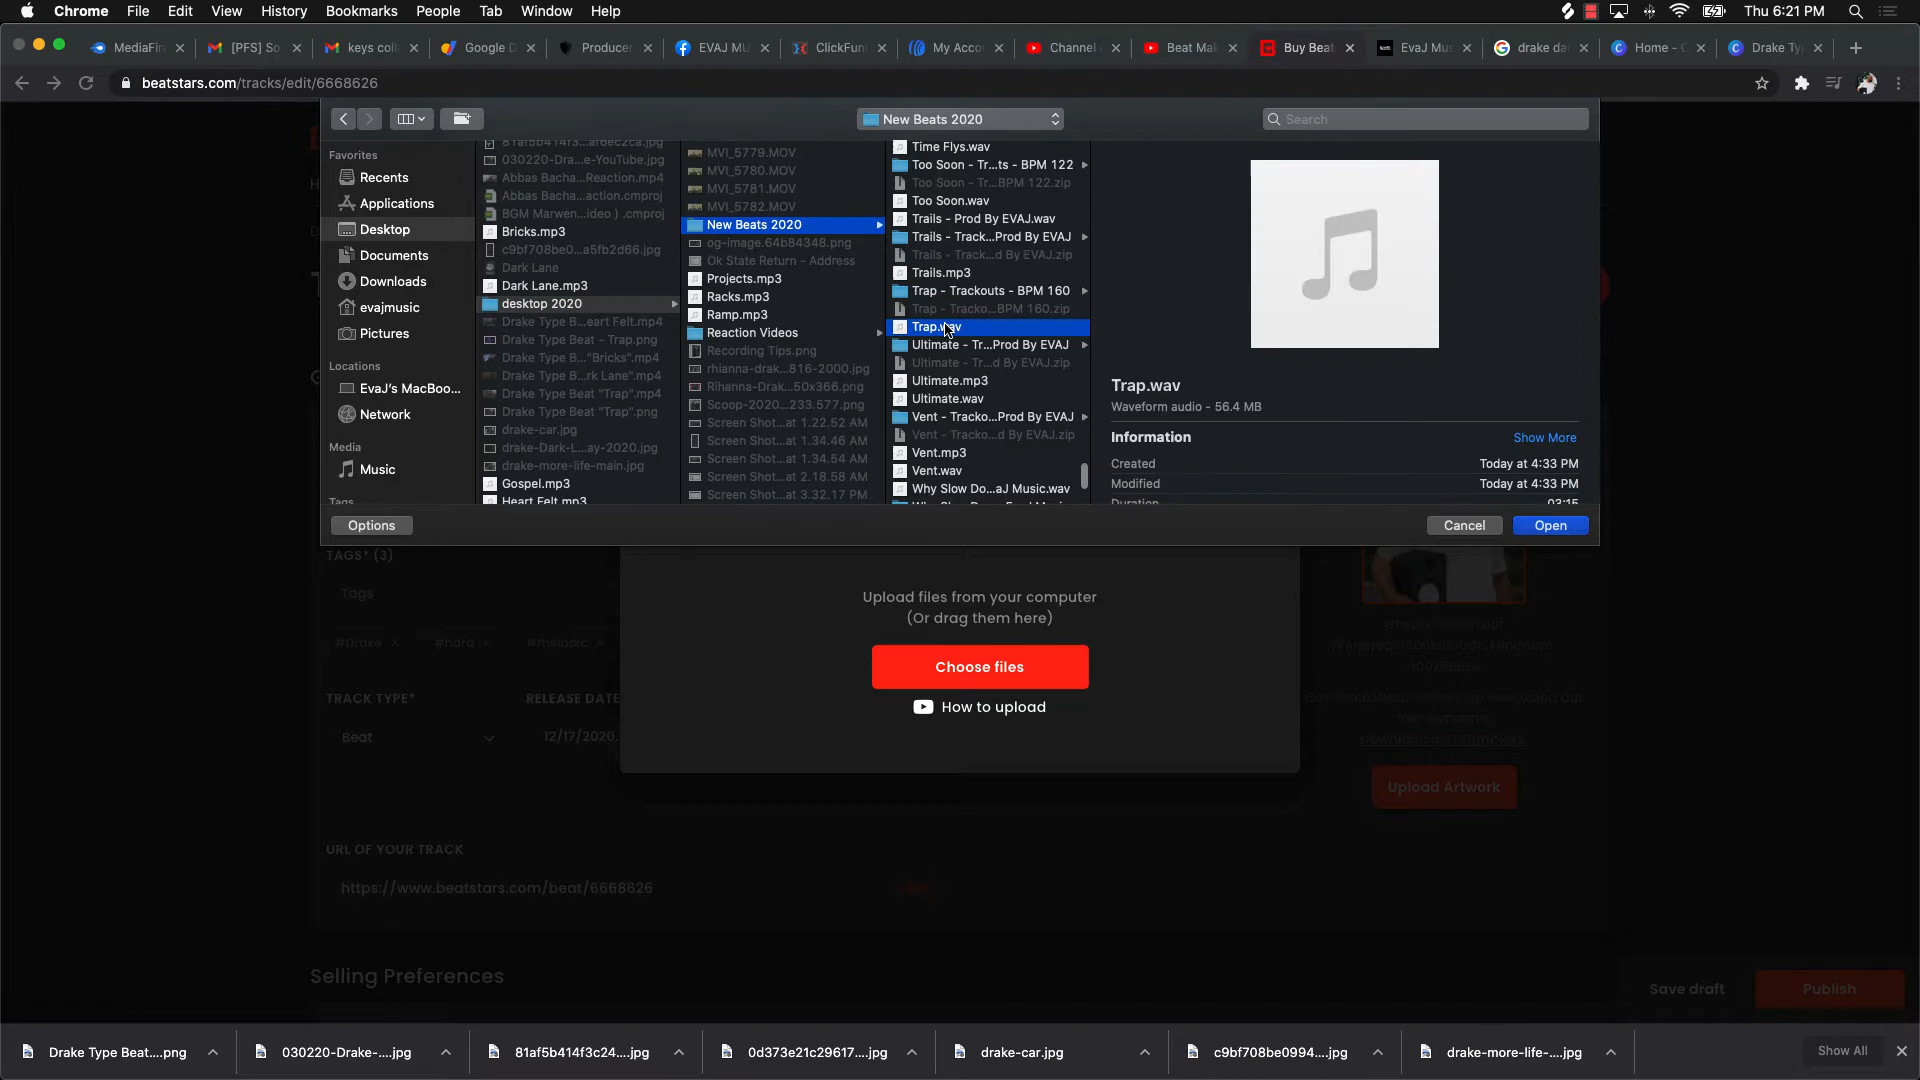 Chrome File Edit View History Bookmarks People Tab Window Help Thu 6:21 PM
MediaFir [PFS] So keys coll Google D Producer EVAJ MU ClickFun My Acco Channel Beat Mak Buy Beat EvaJ Mus drake da Home - C Drake Ty
beatstars.com/tracks/edit/6668626
New Beats 2020
Search
Favorites
Recents
Applications
Desktop
Documents
Downloads
evajmusic
Pictures
Locations
EvaJ's MacBoo...
Network
Media
Music
Tags
030220-Dra...e-YouTube.jpg
Abbas Bacha...Reaction.mp4
Abbas Bacha...action.cmproj
BGM Marwen...ideo ) .cmproj
Bricks.mp3
c9bf708be0...a5fb2d66.jpg
Dark Lane
Dark Lane.mp3
desktop 2020
Drake Type B...eart Felt.mp4
Drake Type Beat - Trap.png
Drake Type B..."Bricks".mp4
Drake Type B...rk Lane".mp4
Drake Type Beat "Trap".mp4
Drake Type Beat "Trap".png
drake-car.jpg
drake-Dark-L...ay-2020.jpg
drake-more-life-main.jpg
Gospel.mp3
Heart Felt.mp3
MVI_5779.MOV
MVI_5780.MOV
MVI_5781.MOV
MVI_5782.MOV
New Beats 2020
og-image.64b84348.png
Ok State Return - Address
Projects.mp3
Racks.mp3
Ramp.mp3
Reaction Videos
Recording Tips.png
rhianna-drak...816-2000.jpg
Rihanna-Drak...50x366.png
Scoop-2020...233.577.png
Screen Shot...at 1.22.52 AM
Screen Shot...at 1.34.46 AM
Screen Shot...at 1.34.54 AM
Screen Shot...at 2.18.58 AM
Screen Shot...at 3.32.17 PM
Time Flys.wav
Too Soon - Tr...ts - BPM 122
Too Soon - Tr...BPM 122.zip
Too Soon.wav
Trails - Prod By EVAJ.wav
Trails - Track...Prod By EVAJ
Trails - Track...d By EVAJ.zip
Trails.mp3
Trap - Trackouts - BPM 160
Trap - Tracko...BPM 160.zip
Trap.wav
Ultimate - Tr...Prod By EVAJ
Ultimate - Tr...d By EVAJ.zip
Ultimate.mp3
Ultimate.wav
Vent - Tracko...Prod By EVAJ
Vent - Tracko...d By EVAJ.zip
Vent.mp3
Vent.wav
Why Slow Do...aJ Music.wav
Trap.wav
Waveform audio - 56.4 MB
Information Show More
Created Today at 4:33 PM
Modified Today at 4:33 PM
Duration 03:15
Options Cancel Open
TAGS* (3)
Tags
#Drake #hard #melodic
TRACK TYPE* RELEASE DATE
Beat 12/17/2020,
Upload files from your computer
(Or drag them here)
Choose files
How to upload
Upload Artwork
URL OF YOUR TRACK
https://www.beatstars.com/beat/6668626
Selling Preferences
Save draft Publish
Drake Type Beat....png 030220-Drake-....jpg 81af5b414f3c24....jpg 0d373e21c29617....jpg drake-car.jpg c9bf708be0994....jpg drake-more-life-....jpg Show All